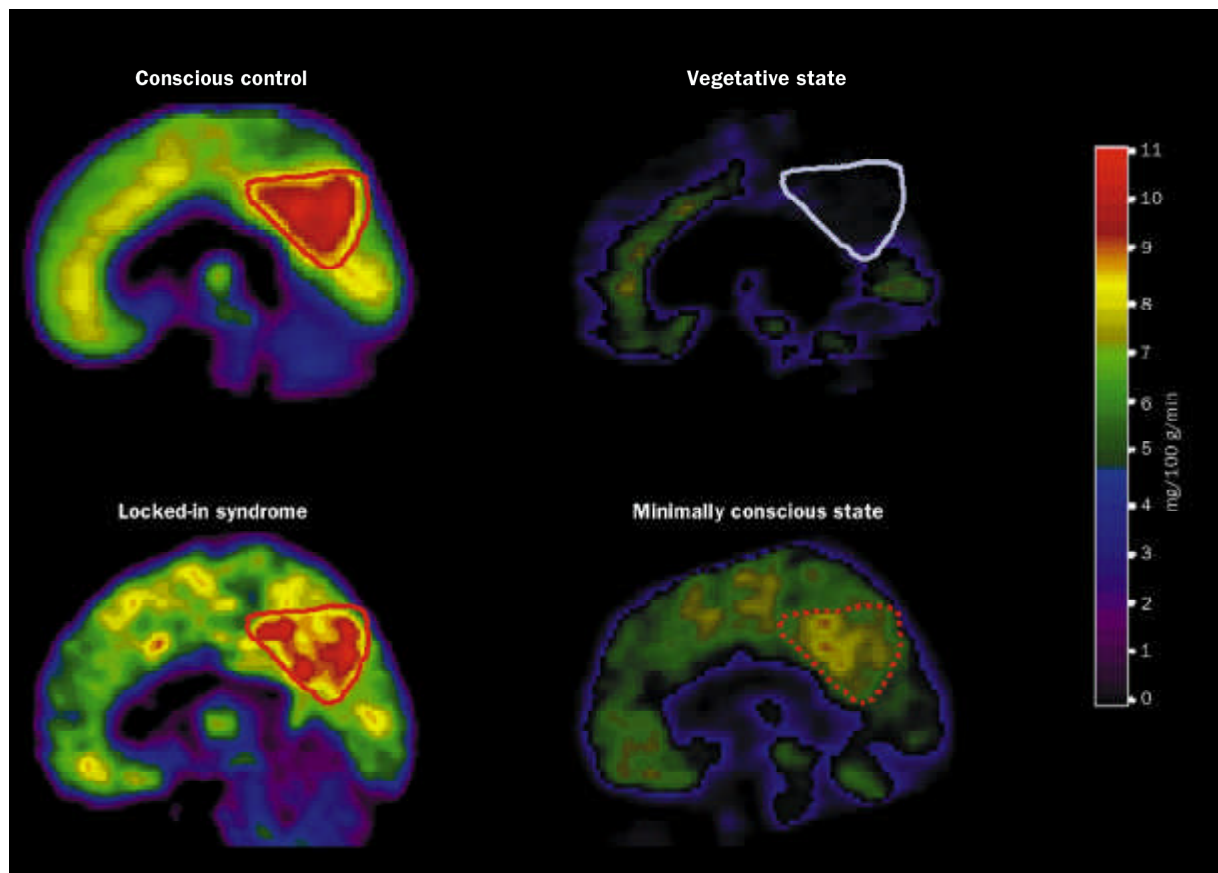 Conscious control
Vegetative state
11
10
9
8
7
6
5
4
3
2
1
0
mg/100 g/min
Locked-in syndrome
Minimally conscious state